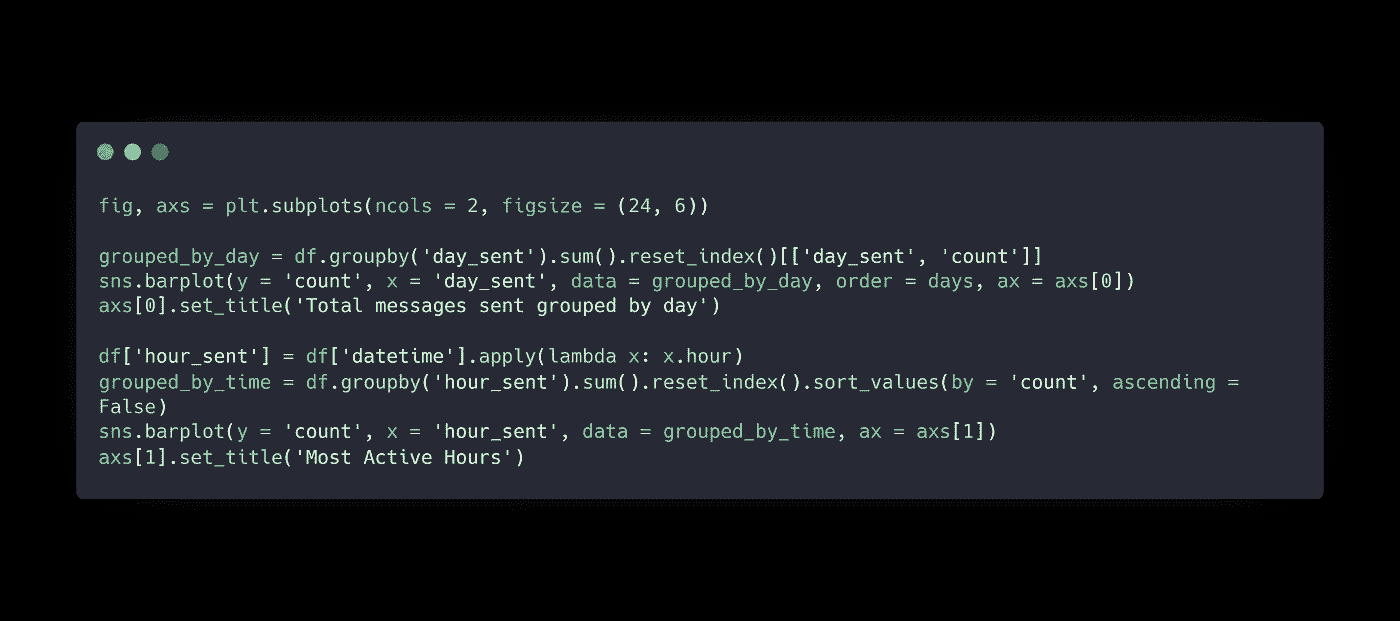 fig, axs = plt.subplots(ncols = 2, figsize = (24, 6))
grouped_by_day = df.groupby('day_sent').sum().reset_index()[['day_sent', 'count']]
sns.barplot(y = 'count', x = 'day_sent', data = grouped_by_day, order = days, ax = axs[0])
axs[0].set_title('Total messages sent grouped by day')
df['hour_sent'] = df['datetime'].apply(lambda x: x.hour)
grouped_by_time = df.groupby('hour_sent').sum().reset_index().sort_values(by = 'count', ascending =
False)
sns.barplot(y = 'count', x = 'hour_sent', data = grouped_by_time, ax = axs[1])
axs[1].set_title('Most Active Hours')